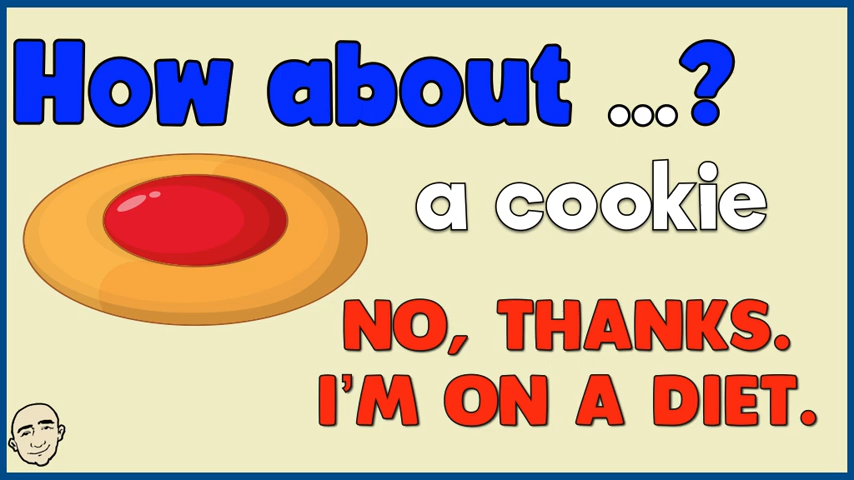 How about ...?
a cookie
NO, THANKS.
I'M ON A DIET.